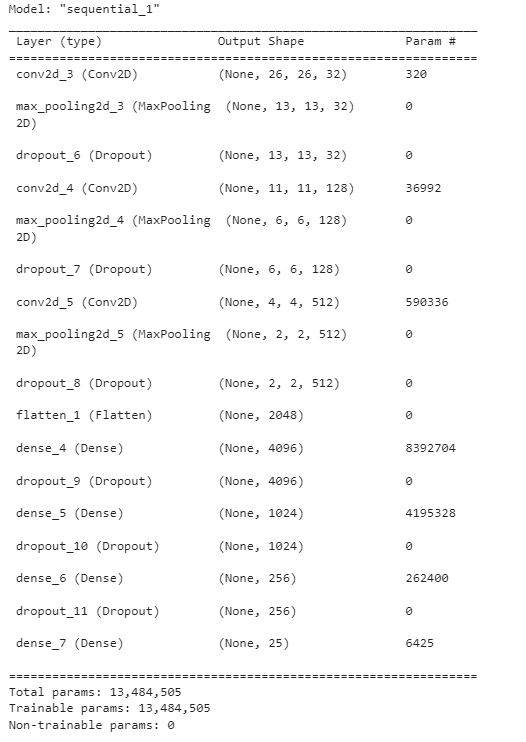 Model: "sequential_1"
_________________________________________________________________
Layer (type) Output Shape Param #
=================================================================
conv2d_3 (Conv2D) (None, 26, 26, 32) 320
max_pooling2d_3 (MaxPooling (None, 13, 13, 32) 0
2D)
dropout_6 (Dropout) (None, 13, 13, 32) 0
conv2d_4 (Conv2D) (None, 11, 11, 128) 36992
max_pooling2d_4 (MaxPooling (None, 6, 6, 128) 0
2D)
dropout_7 (Dropout) (None, 6, 6, 128) 0
conv2d_5 (Conv2D) (None, 4, 4, 512) 590336
max_pooling2d_5 (MaxPooling (None, 2, 2, 512) 0
2D)
dropout_8 (Dropout) (None, 2, 2, 512) 0
flatten_1 (Flatten) (None, 2048) 0
dense_4 (Dense) (None, 4096) 8392704
dropout_9 (Dropout) (None, 4096) 0
dense_5 (Dense) (None, 1024) 4195328
dropout_10 (Dropout) (None, 1024) 0
dense_6 (Dense) (None, 256) 262400
dropout_11 (Dropout) (None, 256) 0
dense_7 (Dense) (None, 25) 6425
=================================================================
Total params: 13,484,505
Trainable params: 13,484,505
Non-trainable params: 0